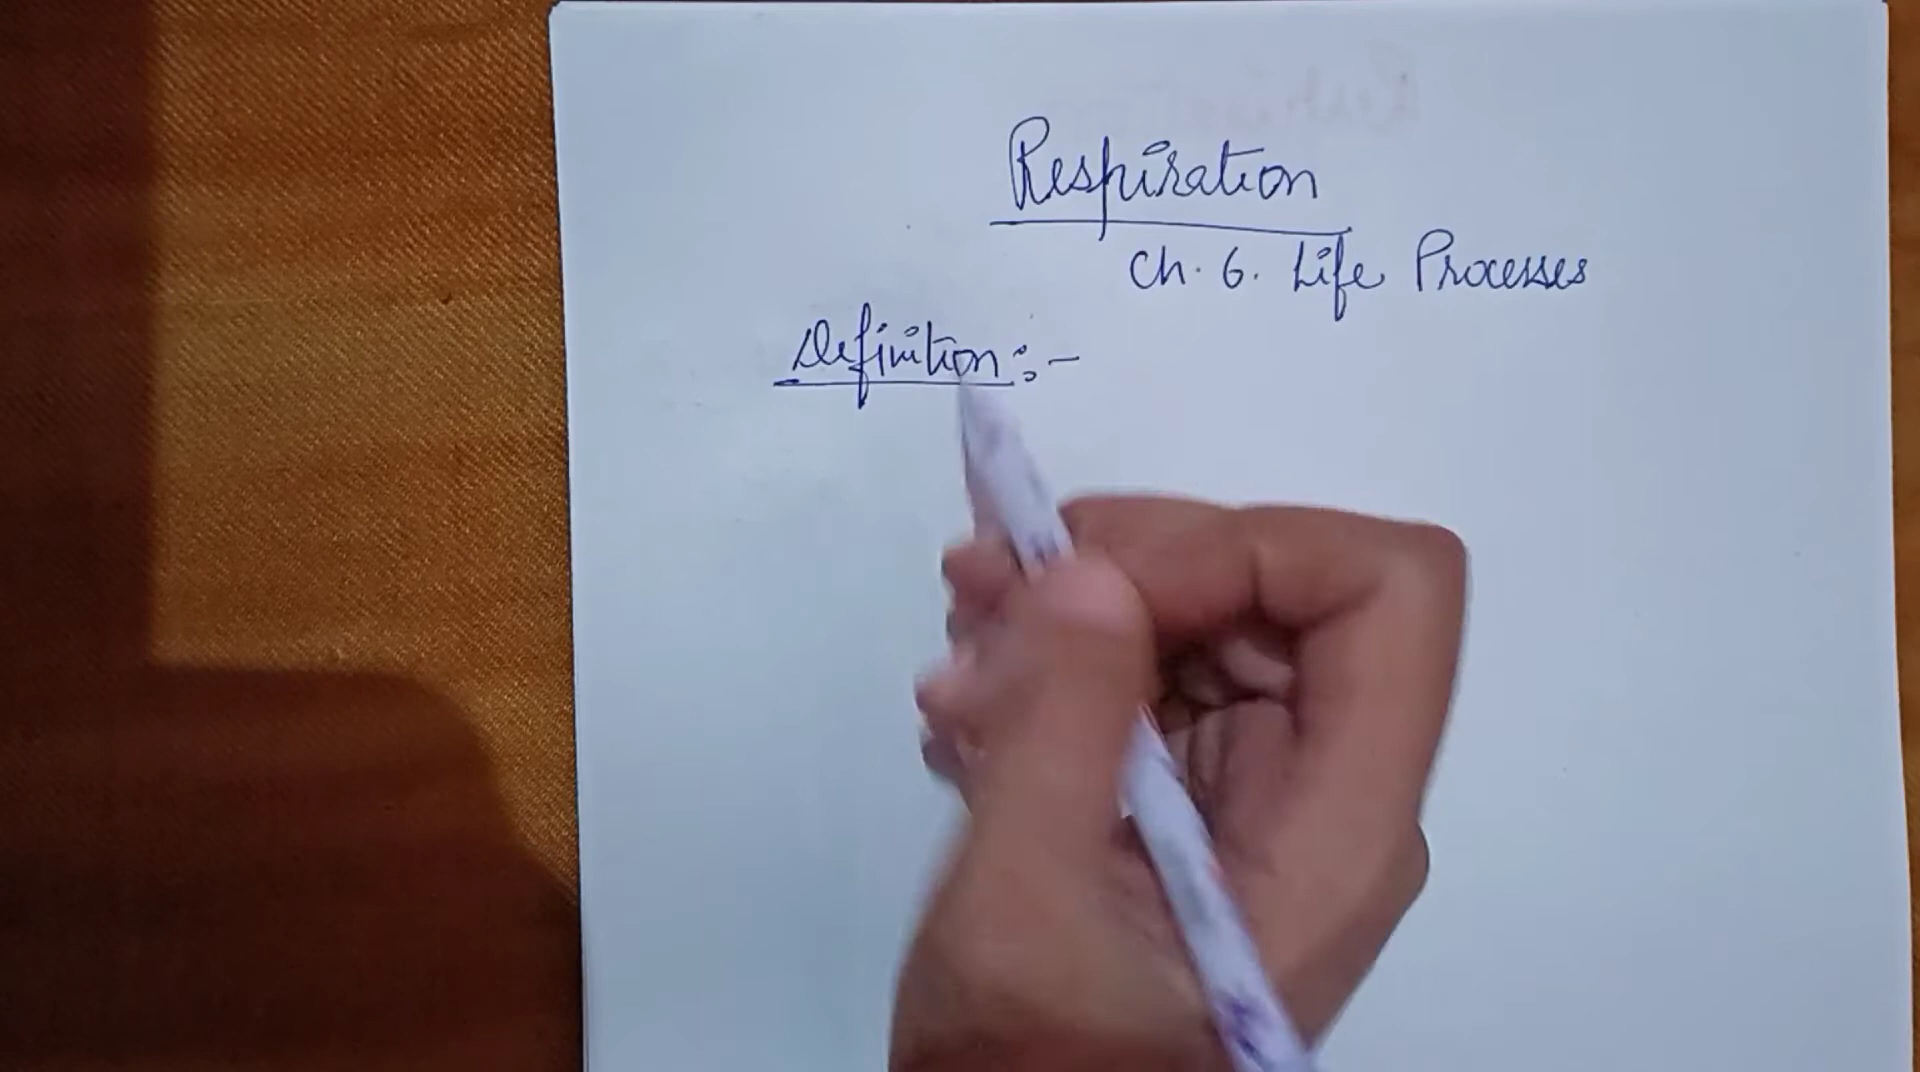 Respiration
Ch. 6. Life Processes
Definition :-